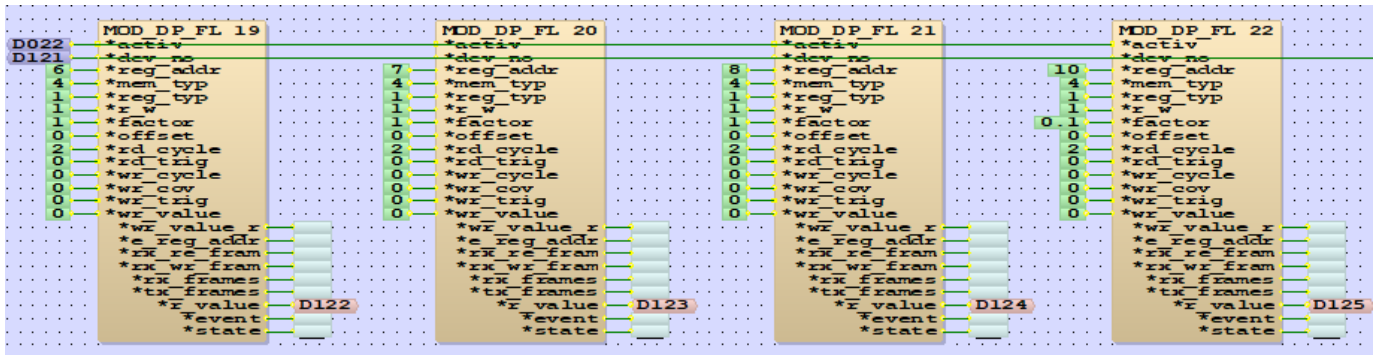 MOD_DP_FL 19 MOD_DP_FL 20 MOD_DP_FL 21 MOD_DP_FL 22
D022 *activ *activ *activ *activ
D121 *dev_no *dev_no *dev_no *dev_no
6 *reg_addr 7 *reg_addr 8 *reg_addr 10 *reg_addr
4 *mem_typ 4 *mem_typ 4 *mem_typ 4 *mem_typ
1 *reg_typ 1 *reg_typ 1 *reg_typ 1 *reg_typ
1 *r_w 1 *r_w 1 *r_w 1 *r_w
1 *factor 1 *factor 1 *factor 0.1 *factor
0 *offset 0 *offset 0 *offset 0 *offset
2 *rd_cycle 2 *rd_cycle 2 *rd_cycle 2 *rd_cycle
0 *rd_trig 0 *rd_trig 0 *rd_trig 0 *rd_trig
0 *wr_cycle 0 *wr_cycle 0 *wr_cycle 0 *wr_cycle
0 *wr_cov 0 *wr_cov 0 *wr_cov 0 *wr_cov
0 *wr_trig 0 *wr_trig 0 *wr_trig 0 *wr_trig
0 *wr_value 0 *wr_value 0 *wr_value 0 *wr_value
*wr_value_r *wr_value_r *wr_value_r *wr_value_r
*e_reg_addr *e_reg_addr *e_reg_addr *e_reg_addr
*rx_re_fram *rx_re_fram *rx_re_fram *rx_re_fram
*rx_wr_fram *rx_wr_fram *rx_wr_fram *rx_wr_fram
*rx_frames *rx_frames *rx_frames *rx_frames
*tx_frames *tx_frames *tx_frames *tx_frames
*r_value D122 *r_value D123 *r_value D124 *r_value D125
*event *event *event *event
*state *state *state *state